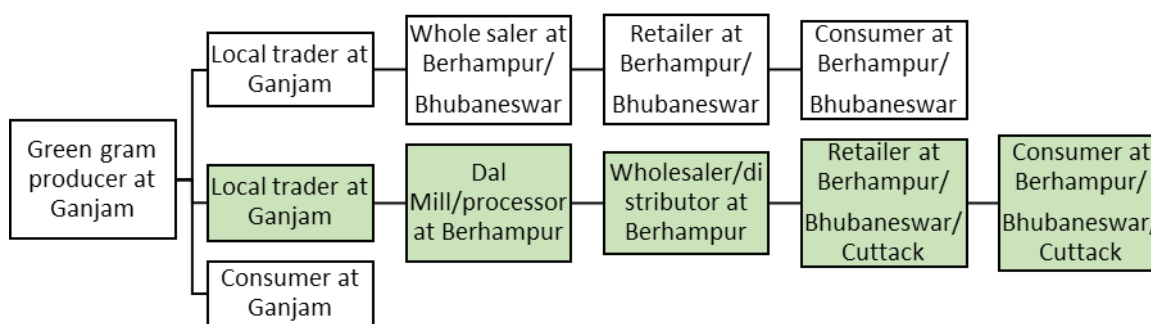 Green gram
producer at
Ganjam
Local trader at
Ganjam
Whole saler at
Berhampur/
Bhubaneswar
Retailer at
Berhampur/
Bhubaneswar
Consumer at
Berhampur/
Bhubaneswar
Local trader at
Ganjam
Dal
Mill/processor
at Berhampur
Wholesaler/di
stributor at
Berhampur
Retailer at
Berhampur/
Bhubaneswar/
Cuttack
Consumer at
Berhampur/
Bhubaneswar/
Cuttack
Consumer at
Ganjam